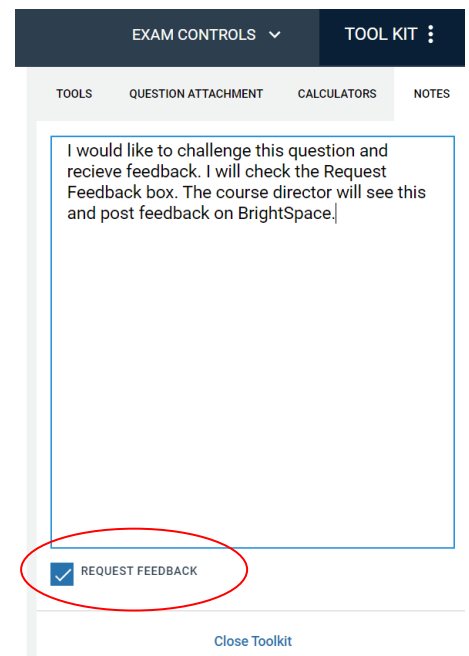 EXAM CONTROLS TOOL KIT
TOOLS QUESTION ATTACHMENT CALCULATORS NOTES
I would like to challenge this question and
recieve feedback. I will check the Request
Feedback box. The course director will see this
and post feedback on BrightSpace.
REQUEST FEEDBACK
Close Toolkit